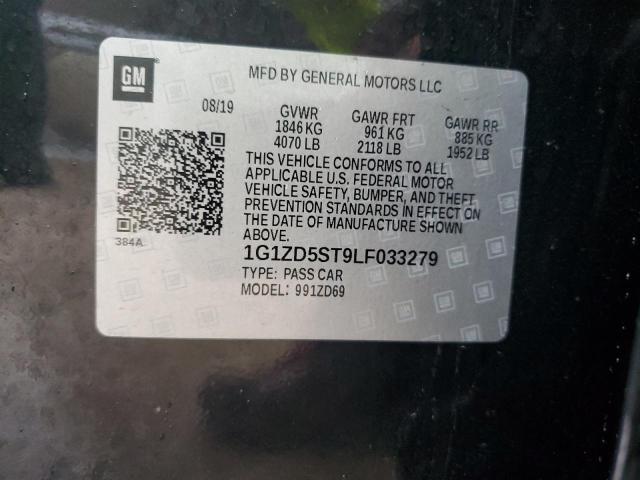 GM
MFD BY GENERAL MOTORS LLC
08/19
GVWR
1846 KG
4070 LB
GAWR FRT
961 KG
2118 LB
GAWR RR
885 KG
1952 LB
THIS VEHICLE CONFORMS TO ALL
APPLICABLE U.S. FEDERAL MOTOR
VEHICLE SAFETY, BUMPER, AND THEFT
PREVENTION STANDARDS IN EFFECT ON
THE DATE OF MANUFACTURE SHOWN
ABOVE.
384A
1G1ZD5ST9LF033279
TYPE: PASS CAR
MODEL: 991ZD69